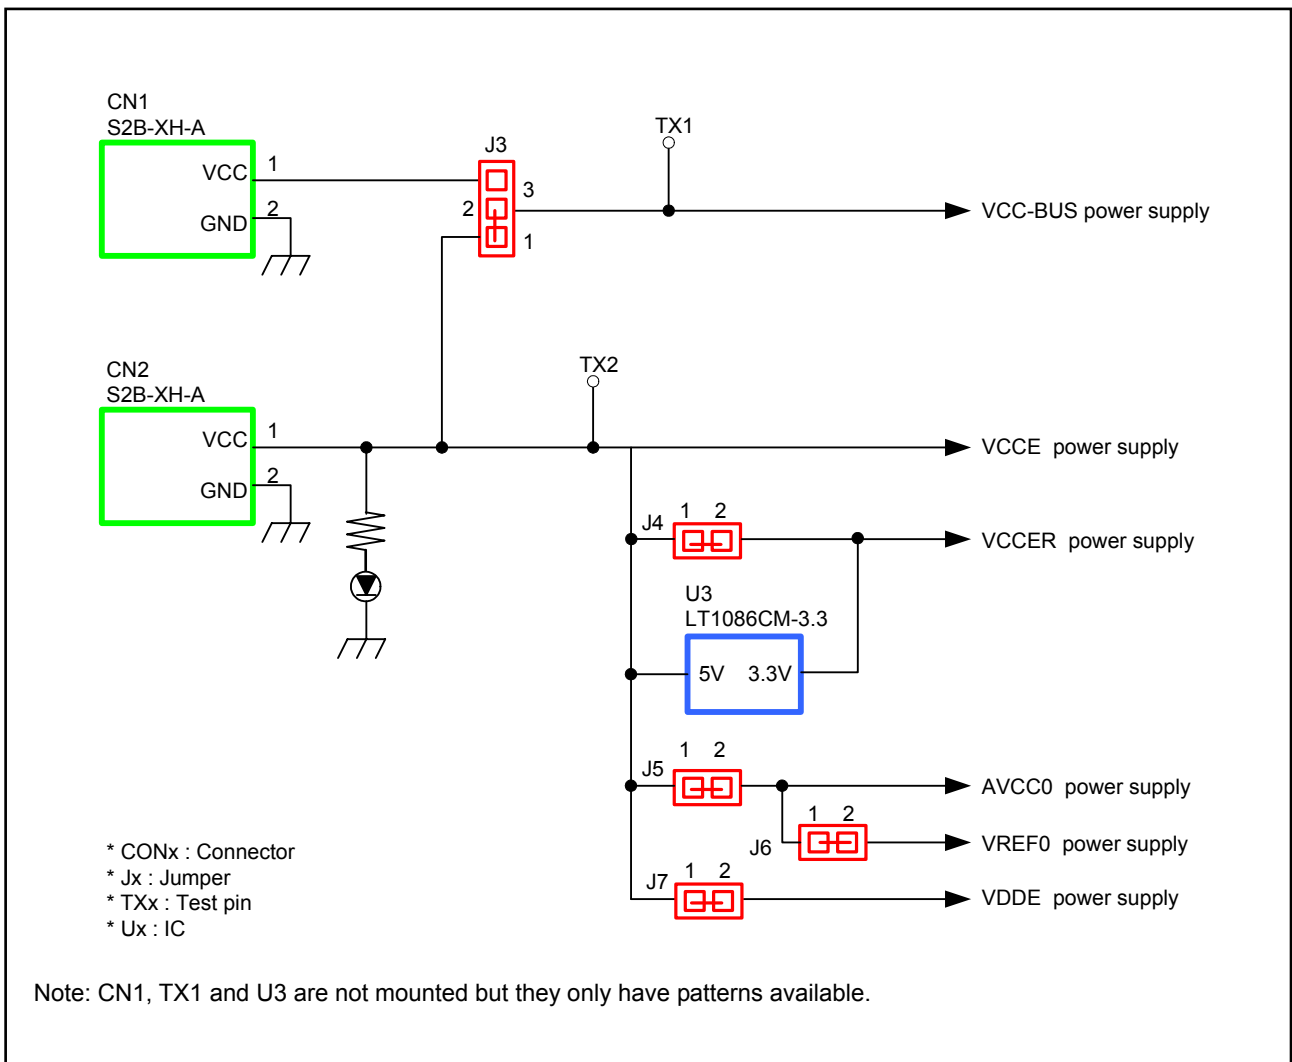 CN1
S2B-XH-A
VCC 1
GND 2
J3
3
2
1
TX1
VCC-BUS power supply
CN2
S2B-XH-A
VCC 1
GND 2
TX2
VCCE power supply
J4 1 2
VCCER power supply
U3
LT1086CM-3.3
5V 3.3V
J5 1 2
AVCC0 power supply
J6 1 2
VREF0 power supply
J7 1 2
VDDE power supply
* CONx : Connector
* Jx : Jumper
* TXx : Test pin
* Ux : IC
Note: CN1, TX1 and U3 are not mounted but they only have patterns available.